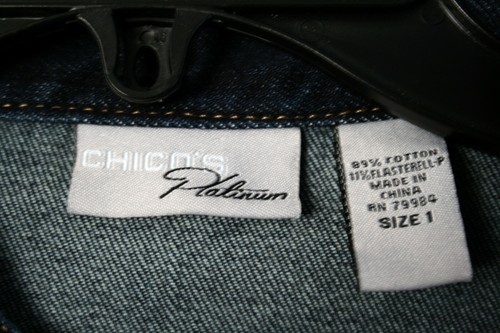 CHICO'S
Platinum
89% COTTON
11% ELASTERELL-P
MADE IN
CHINA
RN 79984
SIZE 1